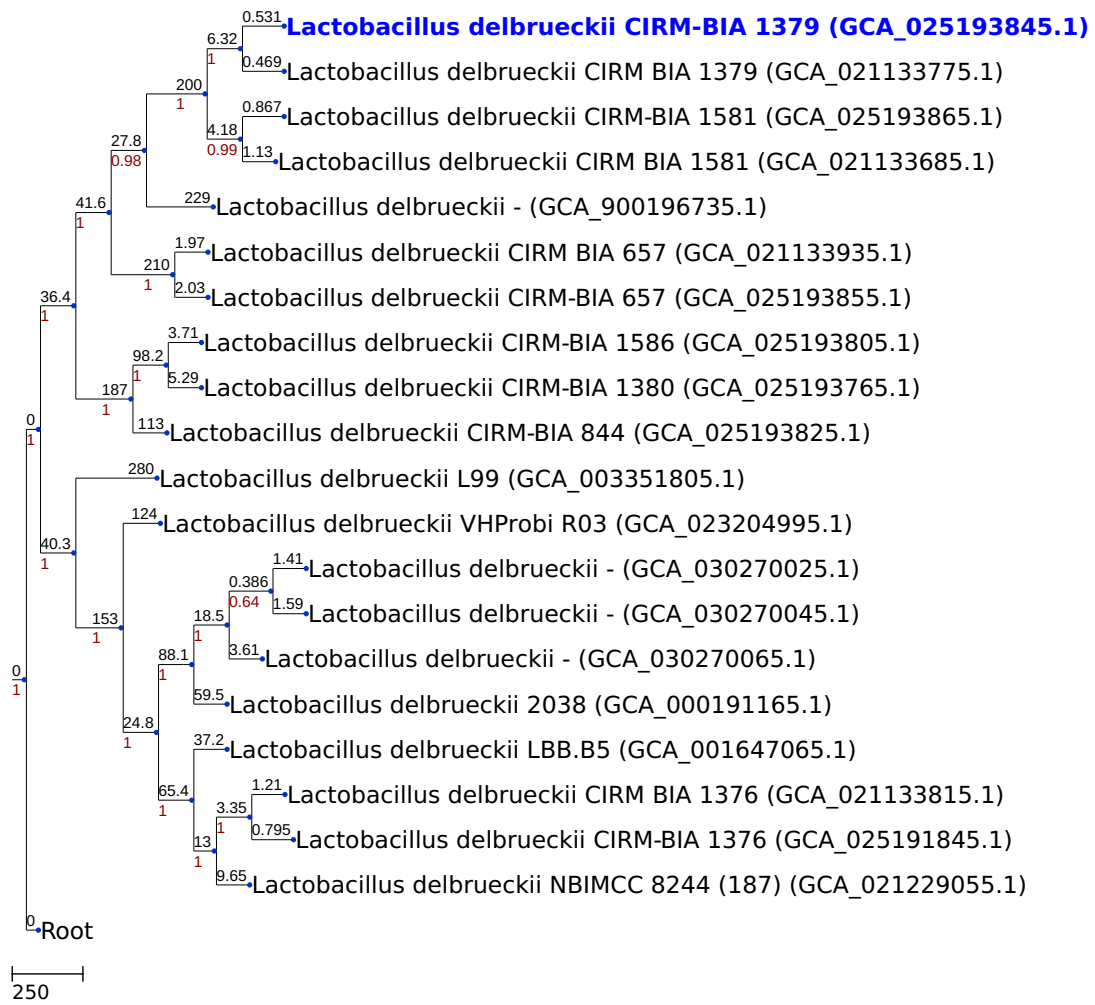 0.531
Lactobacillus delbrueckii CIRM-BIA 1379 (GCA_025193845.1)
6.32
1
0.469
Lactobacillus delbrueckii CIRM BIA 1379 (GCA_021133775.1)
200
1
0.867
Lactobacillus delbrueckii CIRM-BIA 1581 (GCA_025193865.1)
4.18
0.99
1.13
Lactobacillus delbrueckii CIRM BIA 1581 (GCA_021133685.1)
27.8
0.98
229
Lactobacillus delbrueckii - (GCA_900196735.1)
41.6
1
1.97
Lactobacillus delbrueckii CIRM BIA 657 (GCA_021133935.1)
210
1
2.03
Lactobacillus delbrueckii CIRM-BIA 657 (GCA_025193855.1)
36.4
1
3.71
Lactobacillus delbrueckii CIRM-BIA 1586 (GCA_025193805.1)
98.2
1
5.29
Lactobacillus delbrueckii CIRM-BIA 1380 (GCA_025193765.1)
187
1
113
Lactobacillus delbrueckii CIRM-BIA 844 (GCA_025193825.1)
0
1
280
Lactobacillus delbrueckii L99 (GCA_003351805.1)
124
Lactobacillus delbrueckii VHProbi R03 (GCA_023204995.1)
40.3
1
1.41
Lactobacillus delbrueckii - (GCA_030270025.1)
0.386
0.64
1.59
Lactobacillus delbrueckii - (GCA_030270045.1)
153
1
18.5
1
3.61
Lactobacillus delbrueckii - (GCA_030270065.1)
88.1
1
0
1
59.5
Lactobacillus delbrueckii 2038 (GCA_000191165.1)
24.8
1
37.2
Lactobacillus delbrueckii LBB.B5 (GCA_001647065.1)
65.4
1
1.21
Lactobacillus delbrueckii CIRM BIA 1376 (GCA_021133815.1)
3.35
1
0.795
Lactobacillus delbrueckii CIRM-BIA 1376 (GCA_025191845.1)
13
1
9.65
Lactobacillus delbrueckii NBIMCC 8244 (187) (GCA_021229055.1)
0
Root
250